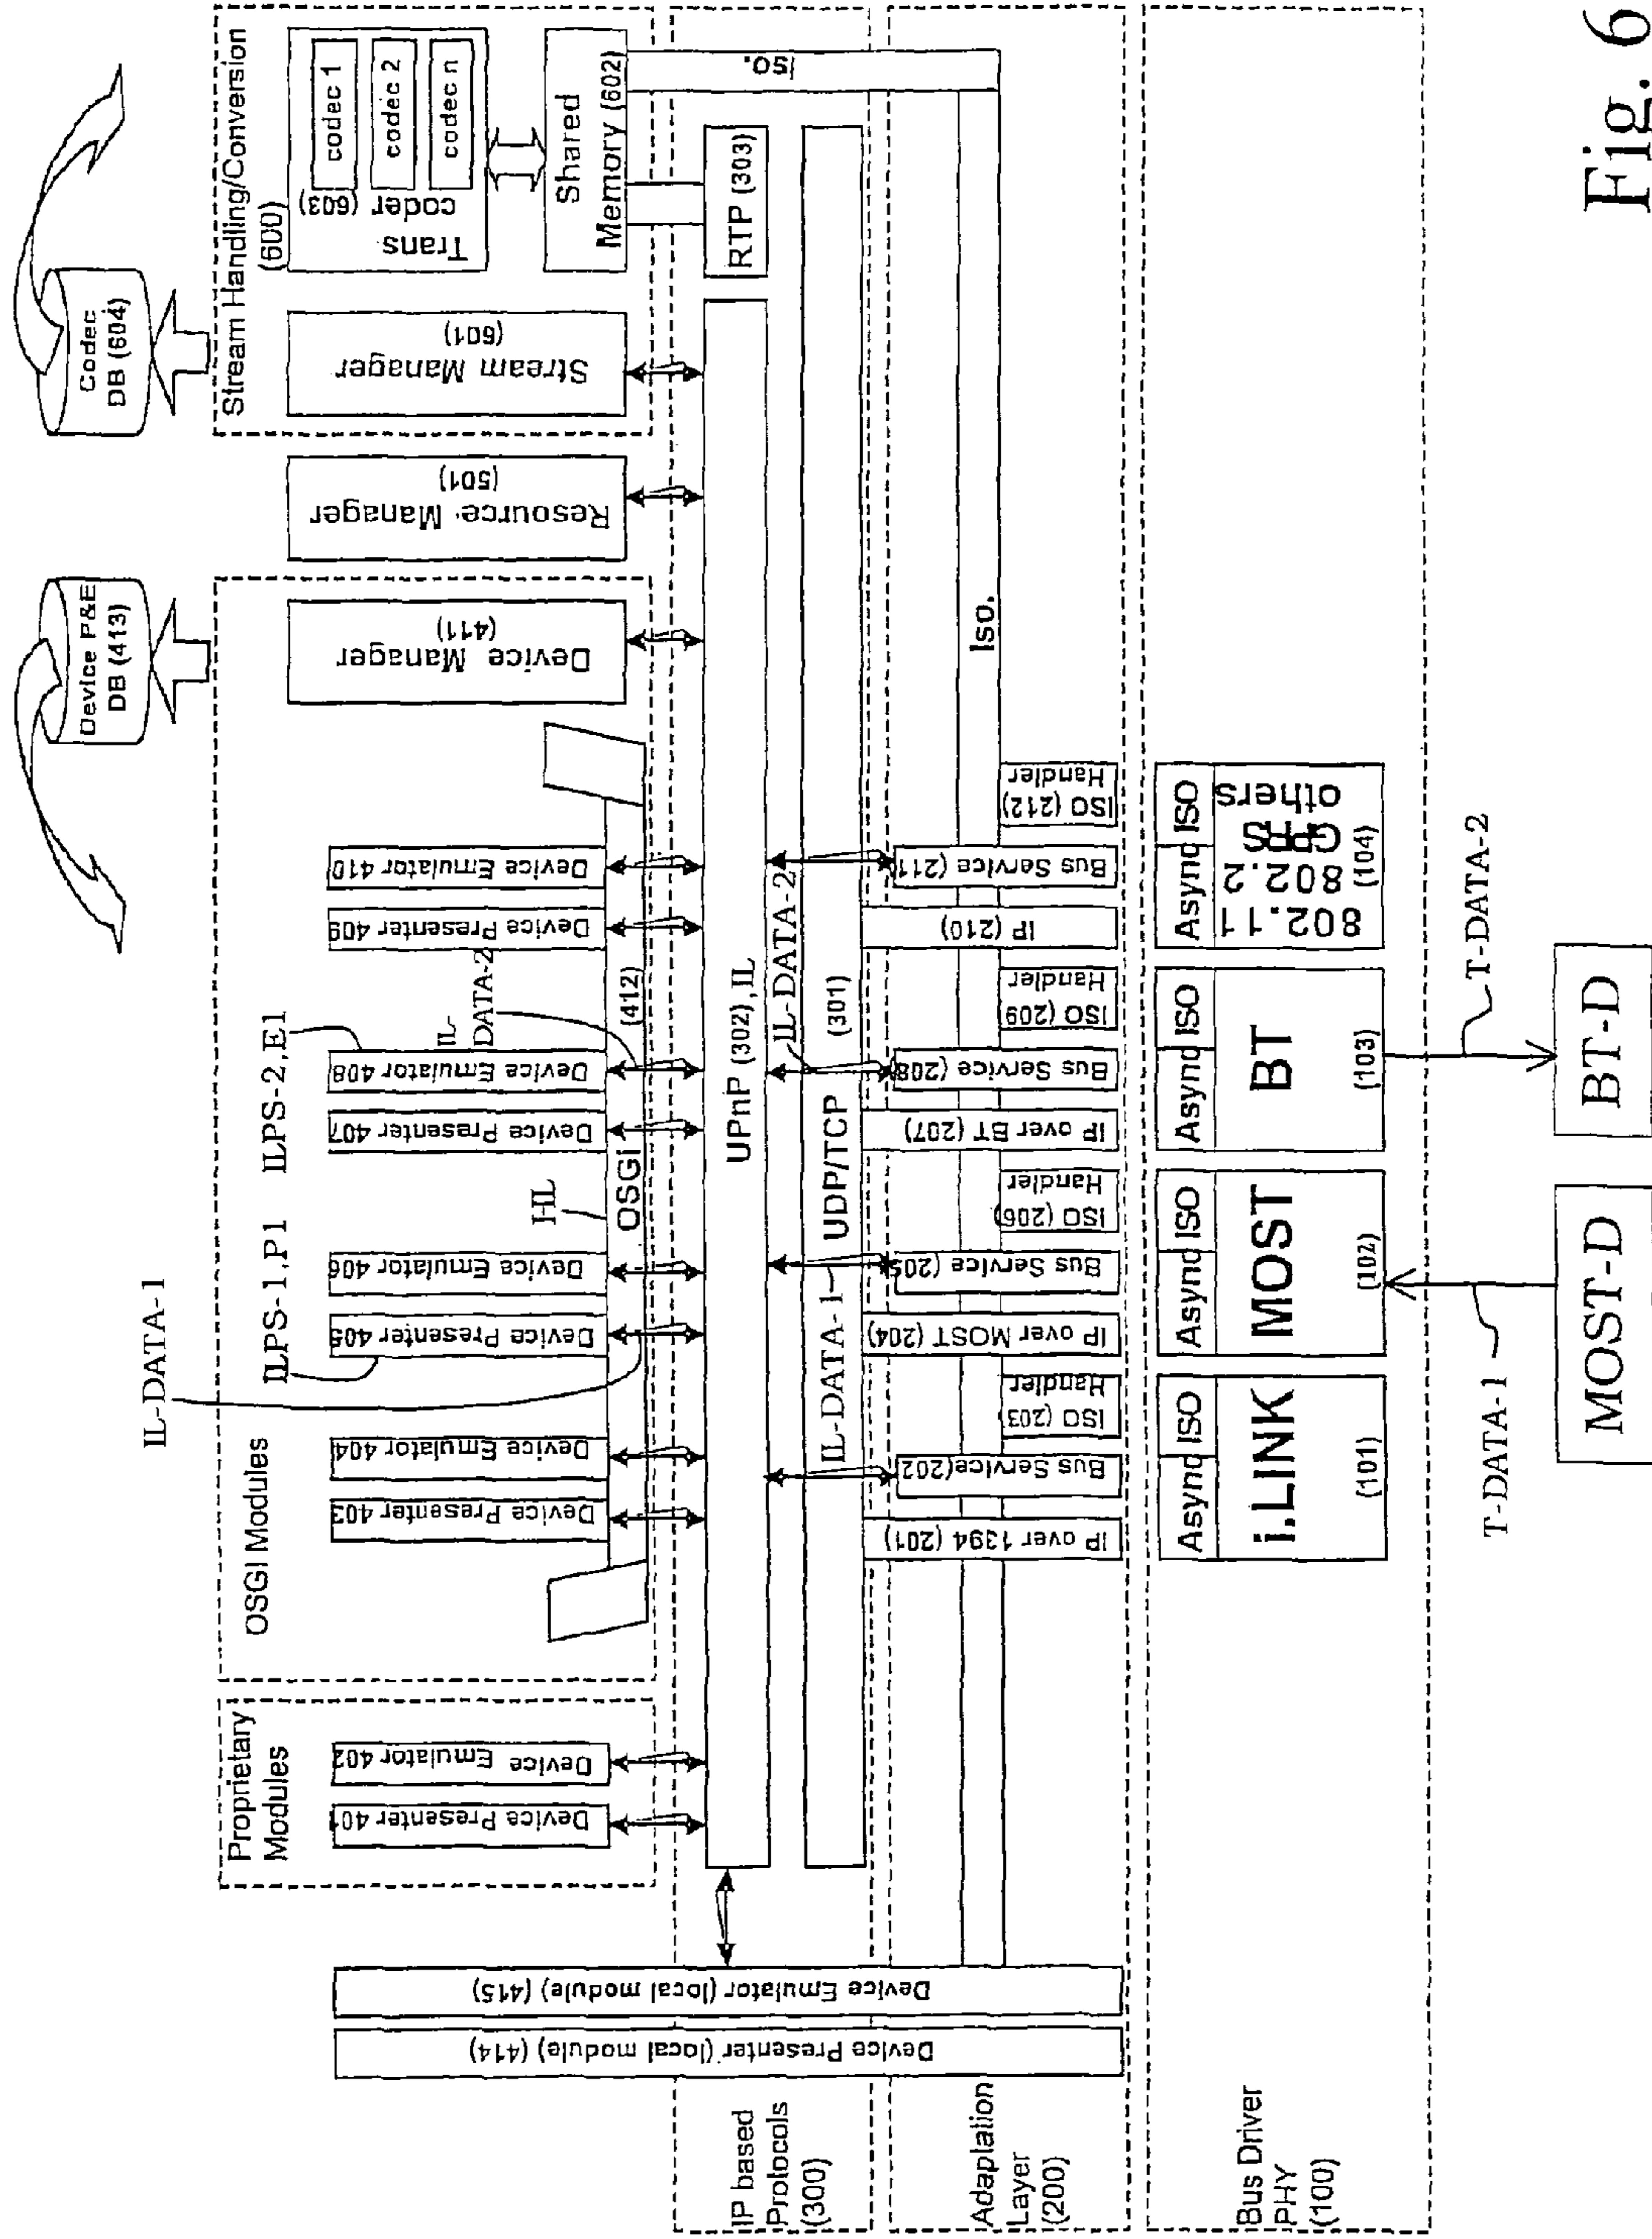 Codec
DB (604)
Device P&E
DB (413)
Stream Handling/Conversion
(600)
codec 1
codec 2
codec n
Trans
coder (603)
Shared
Memory (602)
Iso.
RTP (303)
Stream Manager
(601)
Resource Manager
(501)
Device Manager
(411)
IL-DATA-1
OSGI Modules
ILPS-1,P1
ILPS-2,E1
I-IL
IL-
DATA-2
OSGi
(412)
Device Presenter 403
Device Emulator 404
Device Presenter 405
Device Emulator 406
Device Presenter 407
Device Emulator 408
Device Presenter 409
Device Emulator 410
Proprietary
Modules
Device Presenter 401
Device Emulator 402
UPnP (302),IL
IL-DATA-1
IL-DATA-2
UDP/TCP
(301)
Device Emulator (local module) (415)
Device Presenter (local module) (414)
IP based
Protocols
(300)
Iso.
IP over 1394 (201)
Bus Service(202)
ISO (203)
Handler
IP over MOST (204)
Bus Service (205)
ISO (206)
Handler
IP over BT (207)
Bus Service (208)
ISO (209)
Handler
IP (210)
Bus Service (211)
ISO (212)
Handler
Adaplation
Layer
(200)
Async ISO
i.LINK
(101)
Async ISO
MOST
(102)
Async ISO
BT
(103)
Async ISO
802.11
802.2
GPRS
others
(104)
Bus Driver
PHY
(100)
T-DATA-1
T-DATA-2
MOST-D
BT-D
Fig. 6